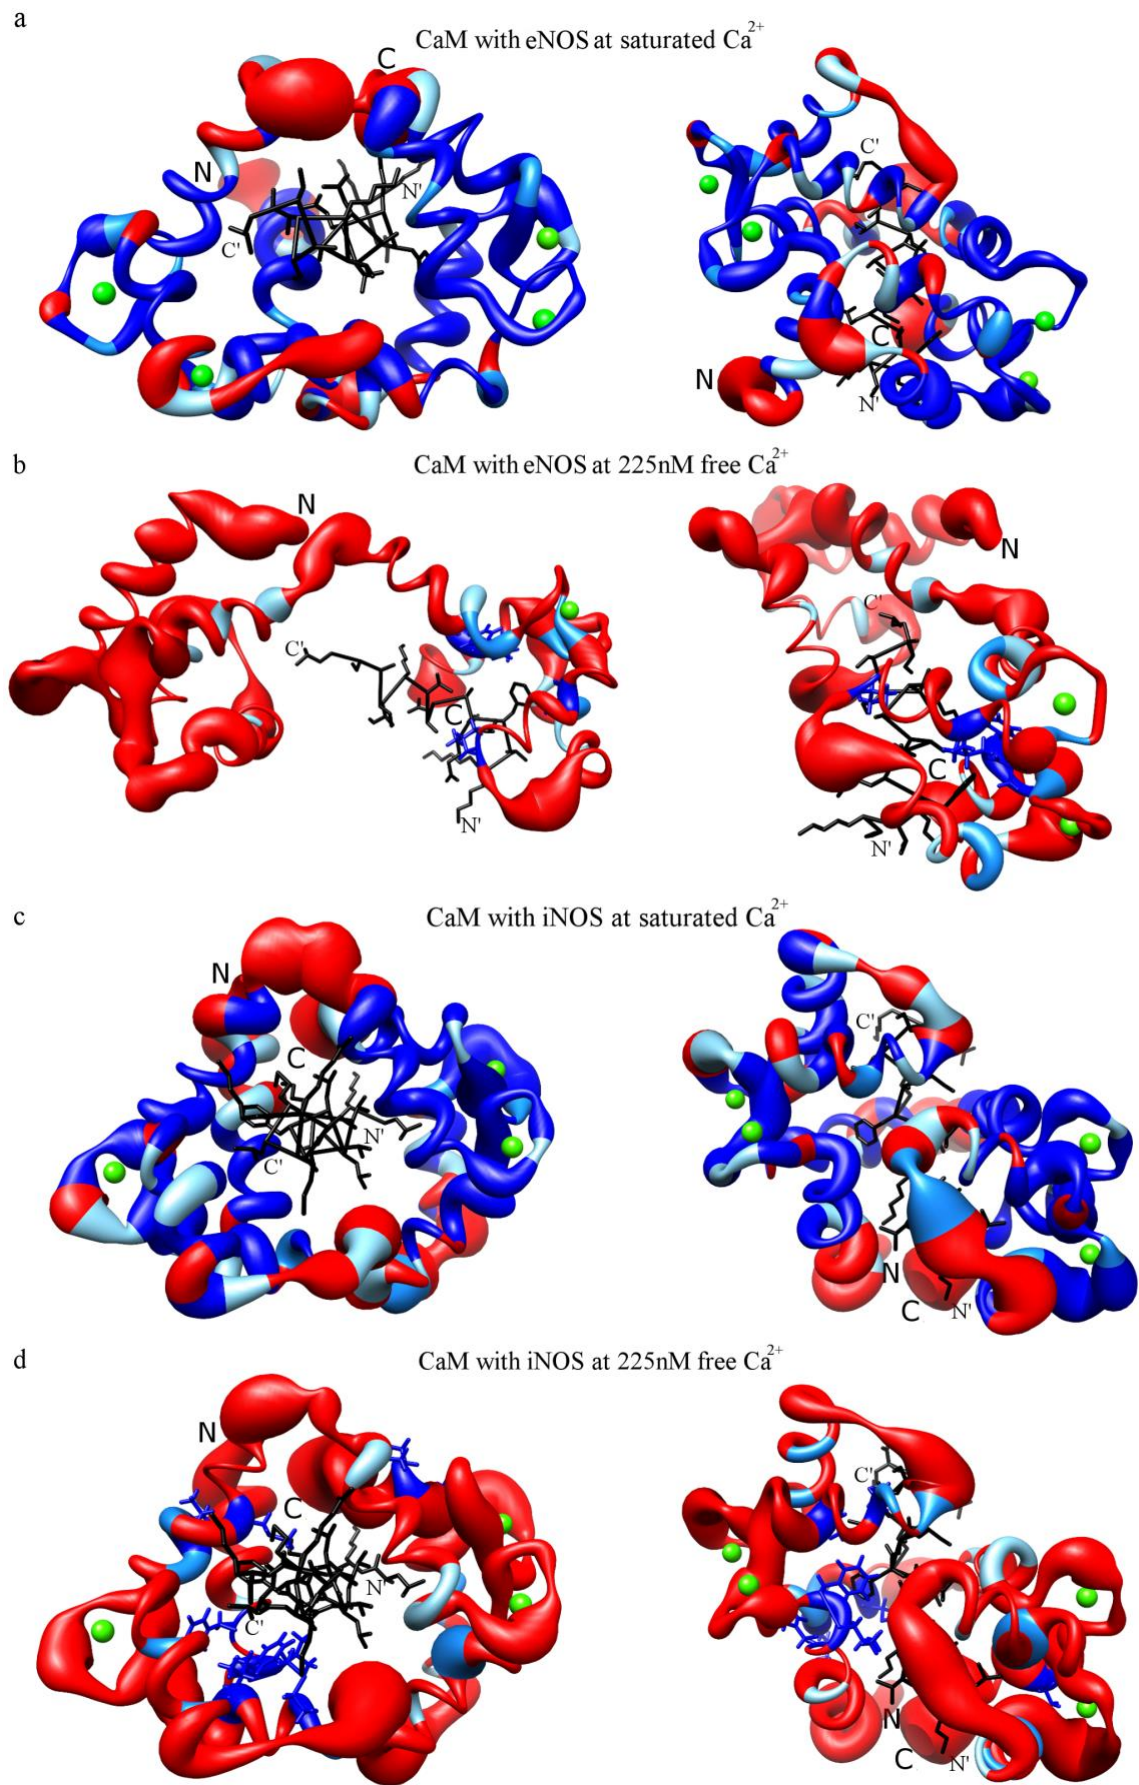 a
CaM with eNOS at saturated Ca²⁺
C
N
N'
C'
C'
C
N
N'
b
CaM with eNOS at 225nM free Ca²⁺
N
C'
C
N'
N
C'
C
N'
c
CaM with iNOS at saturated Ca²⁺
N
C
N'
C'
C'
N
C
N'
d
CaM with iNOS at 225nM free Ca²⁺
N
C
N'
C'
C'
N
C
N'